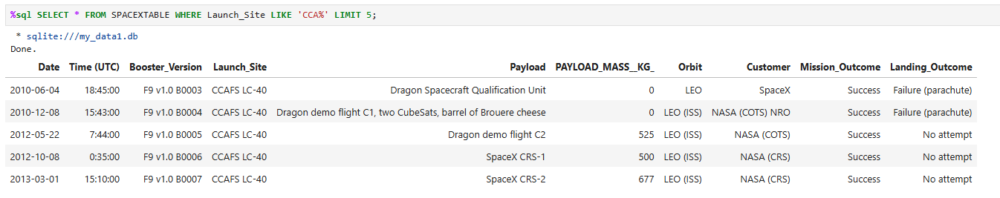 %sql SELECT * FROM SPACEXTABLE WHERE Launch_Site LIKE 'CCA%' LIMIT 5;
* sqlite:///my_data1.db
Done.
Date Time (UTC) Booster_Version Launch_Site Payload PAYLOAD_MASS__KG_ Orbit Customer Mission_Outcome Landing_Outcome
2010-06-04 18:45:00 F9 v1.0 B0003 CCAFS LC-40 Dragon Spacecraft Qualification Unit 0 LEO SpaceX Success Failure (parachute)
2010-12-08 15:43:00 F9 v1.0 B0004 CCAFS LC-40 Dragon demo flight C1, two CubeSats, barrel of Brouere cheese 0 LEO (ISS) NASA (COTS) NRO Success Failure (parachute)
2012-05-22 7:44:00 F9 v1.0 B0005 CCAFS LC-40 Dragon demo flight C2 525 LEO (ISS) NASA (COTS) Success No attempt
2012-10-08 0:35:00 F9 v1.0 B0006 CCAFS LC-40 SpaceX CRS-1 500 LEO (ISS) NASA (CRS) Success No attempt
2013-03-01 15:10:00 F9 v1.0 B0007 CCAFS LC-40 SpaceX CRS-2 677 LEO (ISS) NASA (CRS) Success No attempt